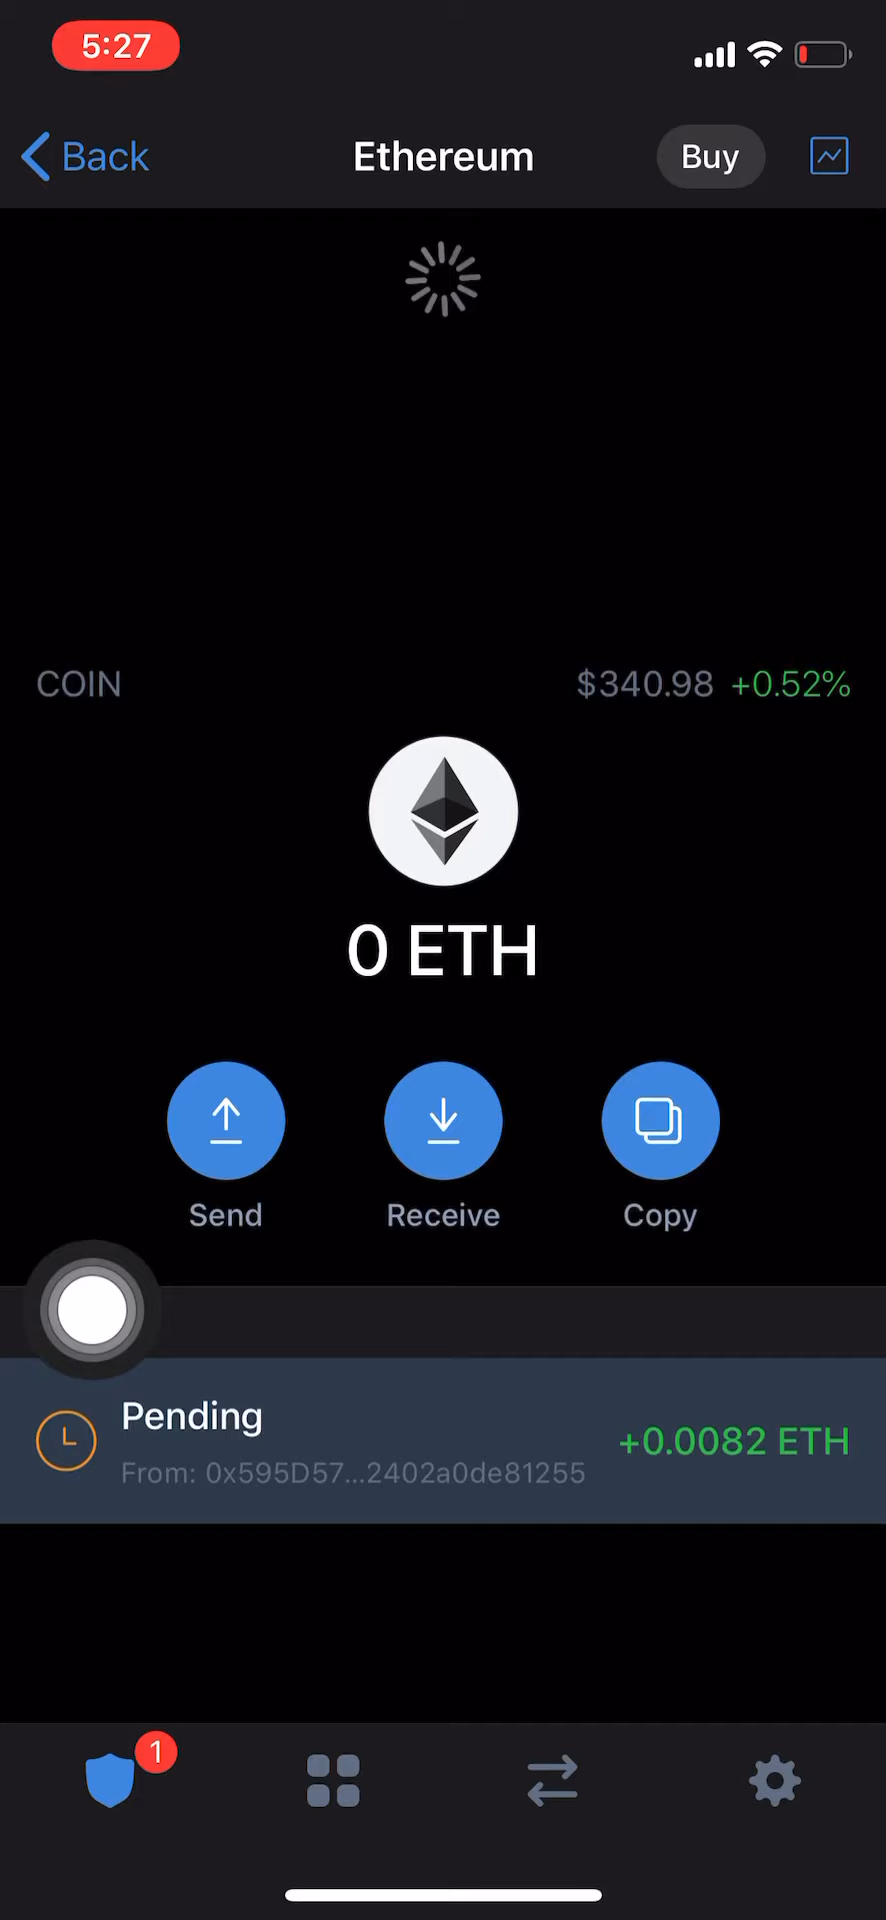 5:27
Back
Ethereum
Buy
COIN
$340.98 +0.52%
0 ETH
Send
Receive
Copy
Pending
+0.0082 ETH
From: 0x595D57...2402a0de81255
1